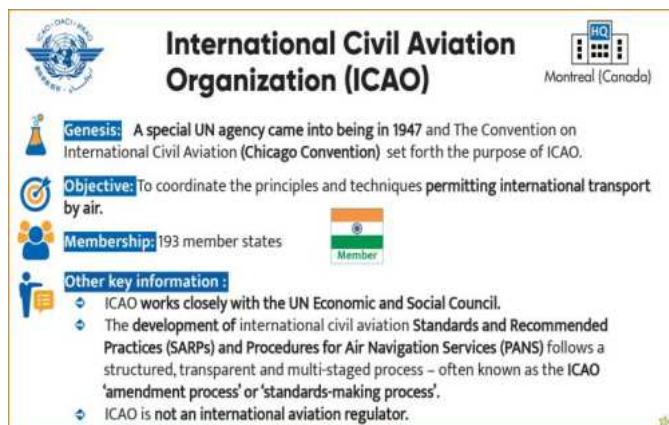 ICAO · OACI · ИКАО
International Civil Aviation
Organization (ICAO)
HQ
Montreal (Canada)
Genesis: A special UN agency came into being in 1947 and The Convention on
International Civil Aviation (Chicago Convention) set forth the purpose of ICAO.
Objective: To coordinate the principles and techniques permitting international transport
by air.
Membership: 193 member states
Member
Other key information :
ICAO works closely with the UN Economic and Social Council.
The development of international civil aviation Standards and Recommended
Practices (SARPs) and Procedures for Air Navigation Services (PANS) follows a
structured, transparent and multi-staged process – often known as the ICAO
‘amendment process’ or ‘standards-making process’.
ICAO is not an international aviation regulator.